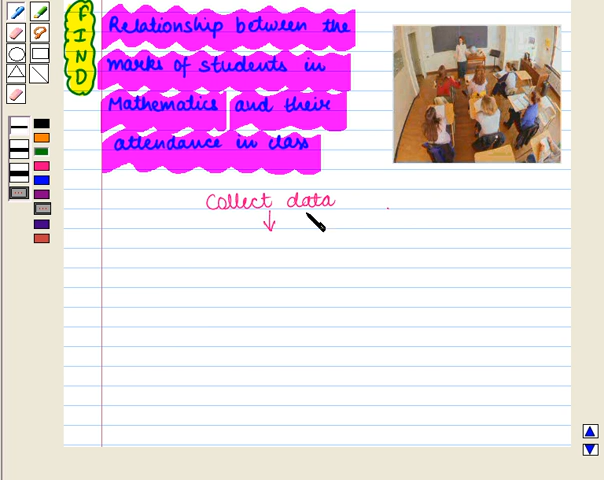 FIND
Relationship between the
marks of students in
Mathematics and their
attendance in class
Collect data